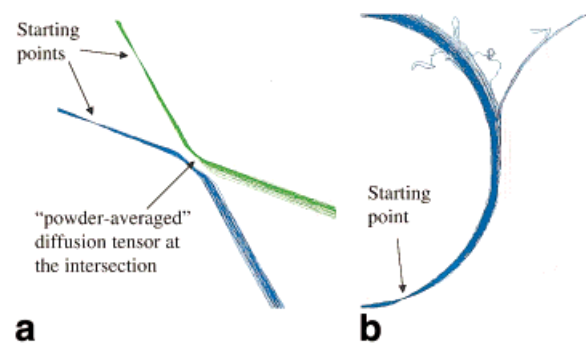 Starting
points
"powder-averaged"
diffusion tensor at
the intersection
a
Starting
point
b